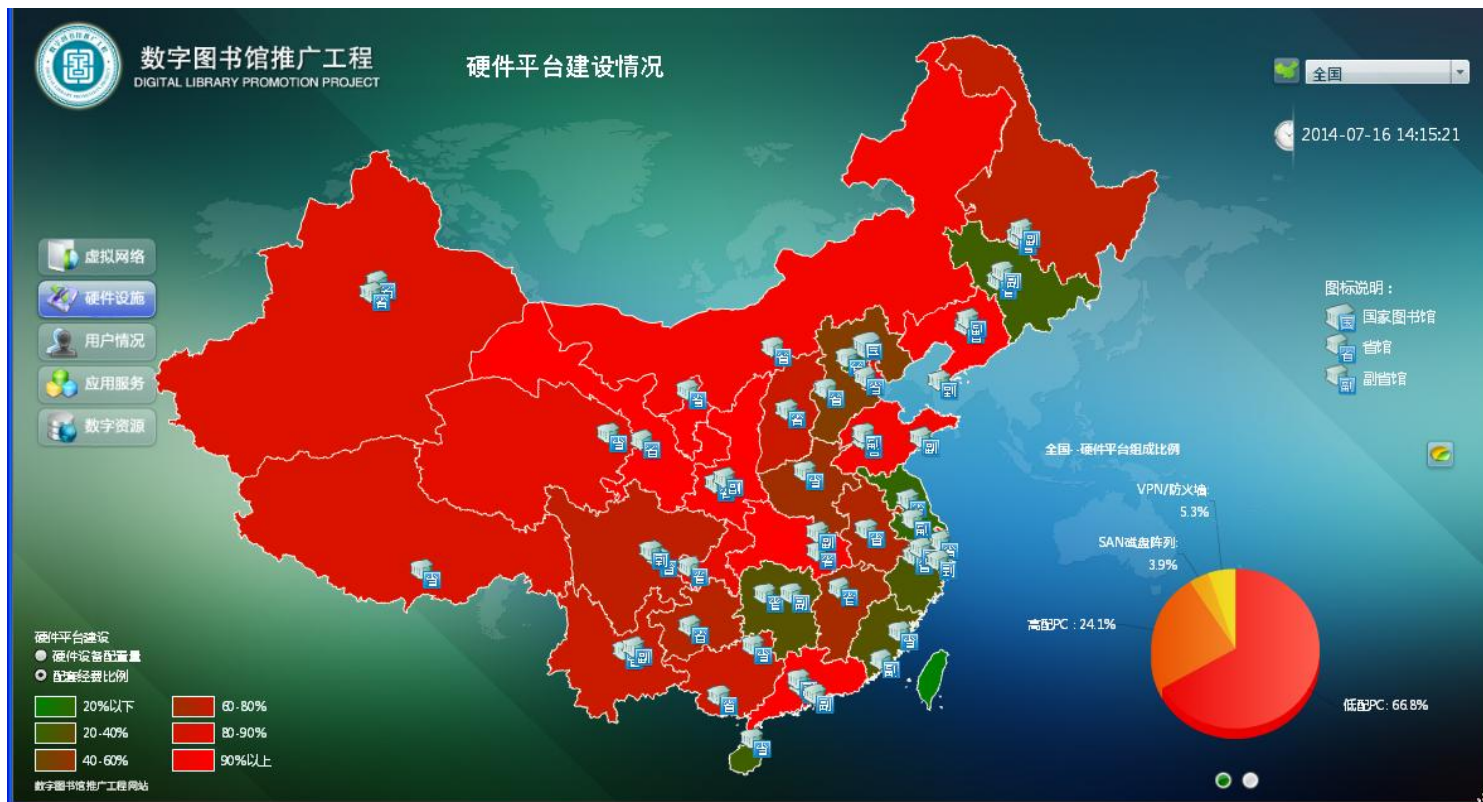 数字图书馆推广工程
DIGITAL LIBRARY PROMOTION PROJECT
硬件平台建设情况
全国
2014-07-16 14:15:21
虚拟网络
硬件设施
用户情况
应用服务
数字资源
图标说明：
国 国家图书馆
省 省馆
副 副省馆
全国--硬件平台组成比例
VPN/防火墙:
5.3%
SAN磁盘阵列:
3.9%
高配PC : 24.1%
低配PC: 66.8%
硬件平台建设
硬件设备配置量
配套经费比例
20%以下
60-80%
20-40%
80-90%
40-60%
90%以上
数字图书馆推广工程网站